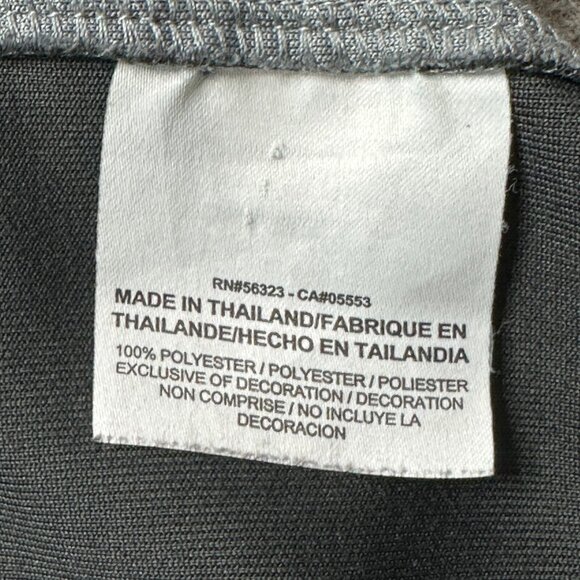 RN#56323 - CA#05553
MADE IN THAILAND/FABRIQUE EN
THAILANDE/HECHO EN TAILANDIA
100% POLYESTER / POLYESTER / POLIESTER
EXCLUSIVE OF DECORATION / DECORATION
NON COMPRISE / NO INCLUYE LA
DECORACION